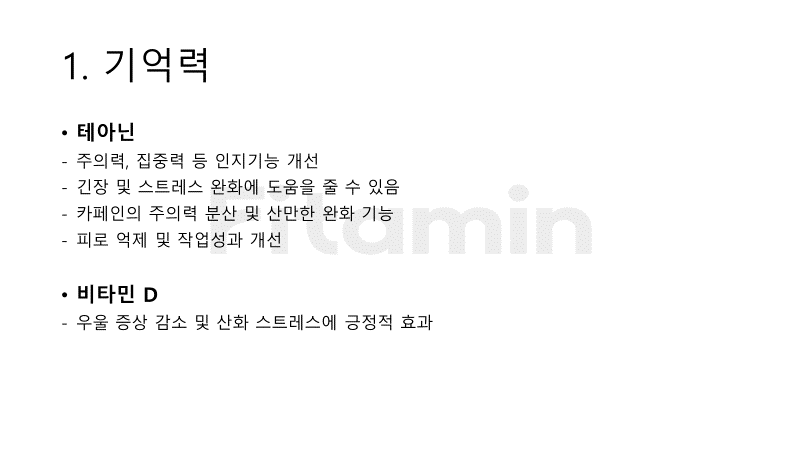 1. 기억력
• 테아닌
- 주의력, 집중력 등 인지기능 개선
- 긴장 및 스트레스 완화에 도움을 줄 수 있음
- 카페인의 주의력 분산 및 산만한 완화 기능
- 피로 억제 및 작업성과 개선
Fitamin
• 비타민 D
- 우울 증상 감소 및 산화 스트레스에 긍정적 효과